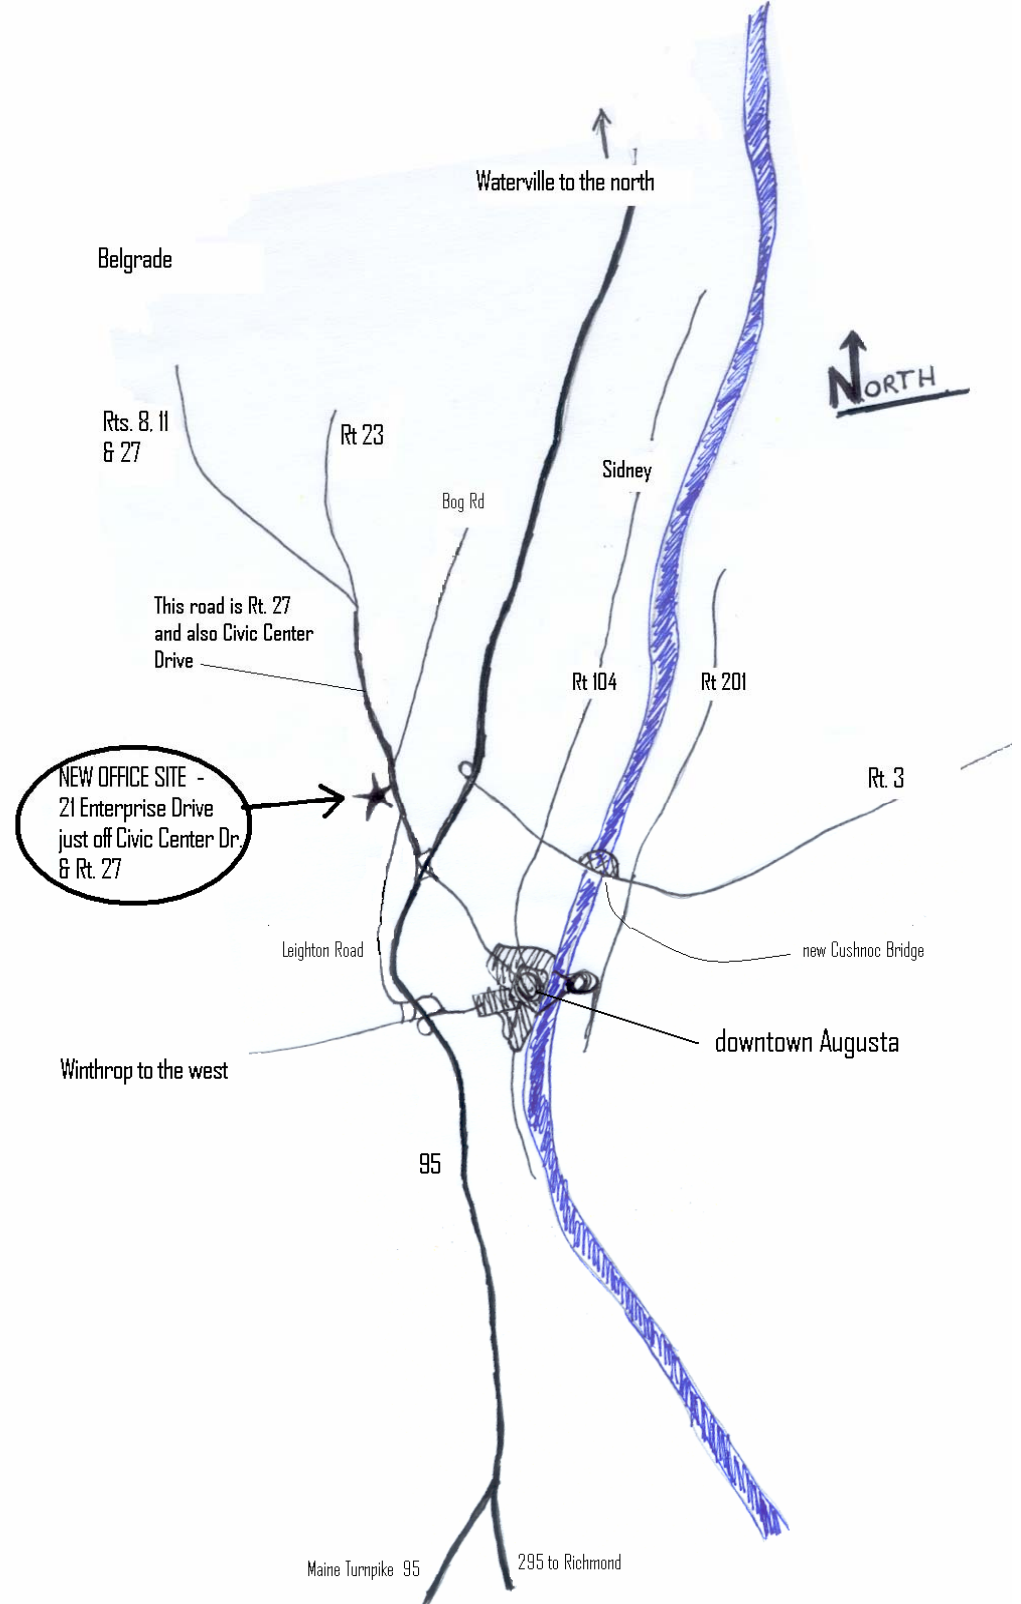 Waterville to the north
Belgrade
NORTH
Rts. 8, 11
& 27
Rt 23
Sidney
Bog Rd
This road is Rt. 27
and also Civic Center
Drive
Rt 104
Rt 201
NEW OFFICE SITE -
21 Enterprise Drive
just off Civic Center Dr.
& Rt. 27
Rt. 3
Leighton Road
new Cushnoc Bridge
downtown Augusta
Winthrop to the west
95
Maine Turnpike 95
295 to Richmond